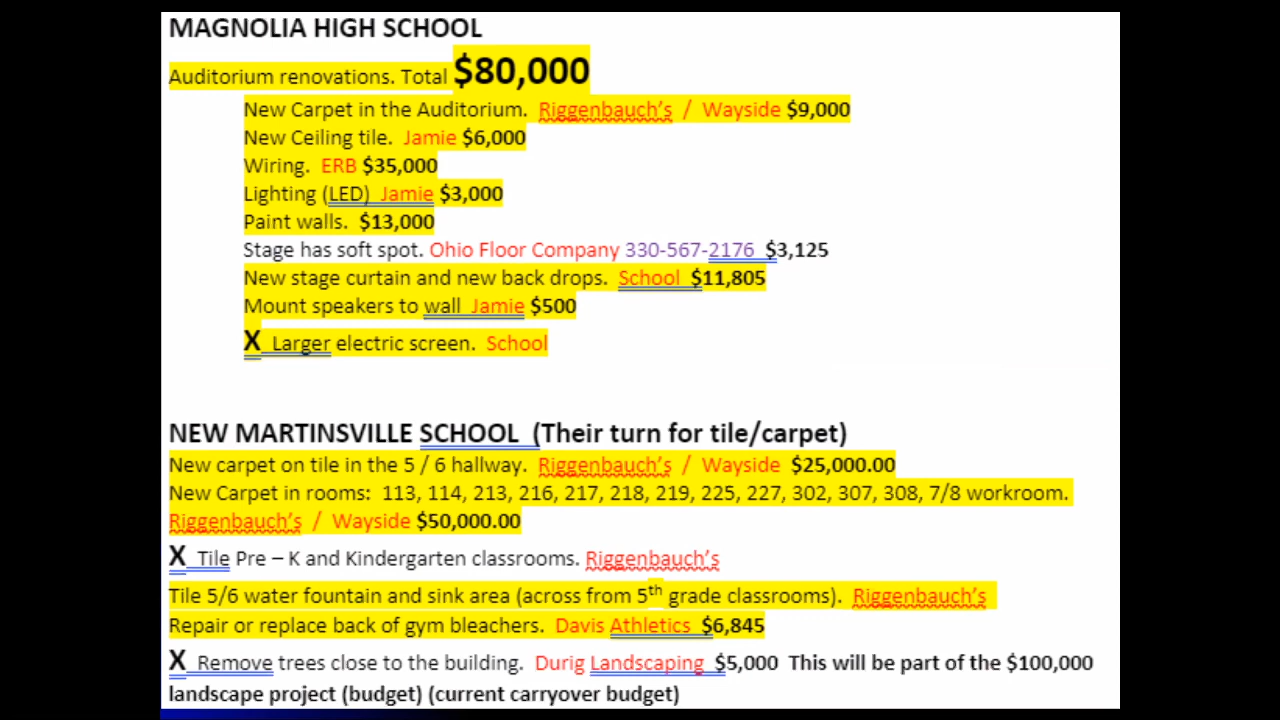 MAGNOLIA HIGH SCHOOL
Auditorium renovations. Total $80,000
New Carpet in the Auditorium. Riggenbauch's / Wayside $9,000
New Ceiling tile. Jamie $6,000
Wiring. ERB $35,000
Lighting (LED) Jamie $3,000
Paint walls. $13,000
Stage has soft spot. Ohio Floor Company 330-567-2176 $3,125
New stage curtain and new back drops. School $11,805
Mount speakers to wall Jamie $500
X Larger electric screen. School
NEW MARTINSVILLE SCHOOL (Their turn for tile/carpet)
New carpet on tile in the 5 / 6 hallway. Riggenbauch's / Wayside $25,000.00
New Carpet in rooms: 113, 114, 213, 216, 217, 218, 219, 225, 227, 302, 307, 308, 7/8 workroom.
Riggenbauch's / Wayside $50,000.00
X Tile Pre – K and Kindergarten classrooms. Riggenbauch's
Tile 5/6 water fountain and sink area (across from 5th grade classrooms). Riggenbauch's
Repair or replace back of gym bleachers. Davis Athletics $6,845
X Remove trees close to the building. Durig Landscaping $5,000 This will be part of the $100,000
landscape project (budget) (current carryover budget)